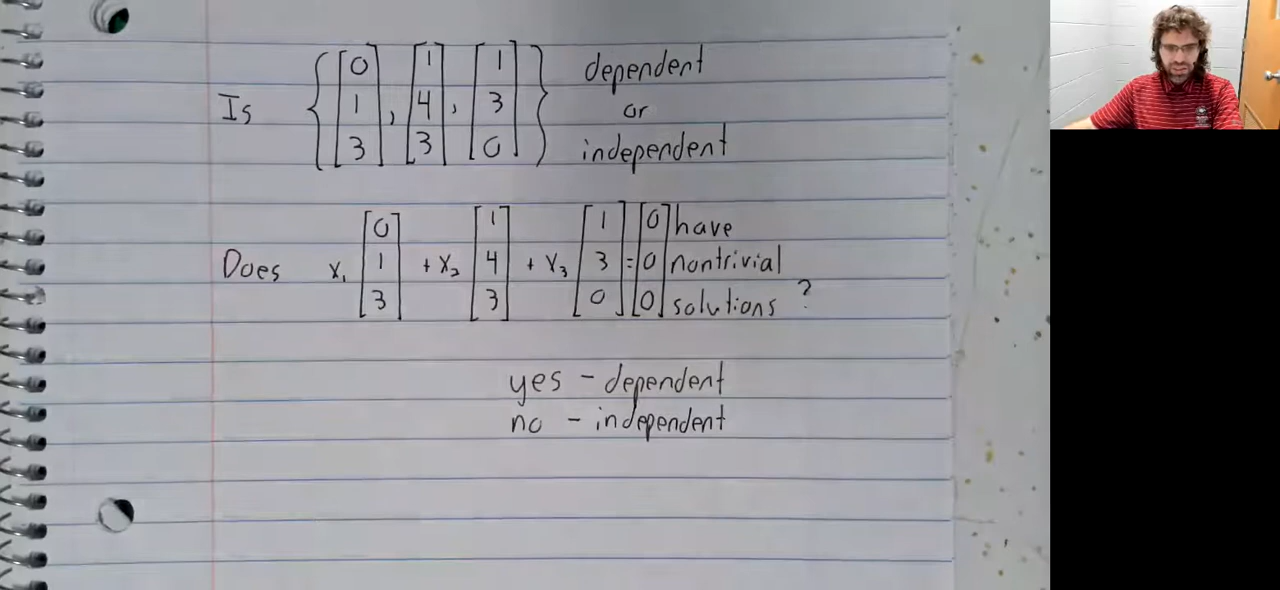 Is { [0 1 3], [1 4 3], [1 3 0] } dependent or independent
Does x₁ [0 1 3] + x₂ [1 4 3] + x₃ [1 3 0] = [0 0 0] have nontrivial solutions ?
yes - dependent
no - independent